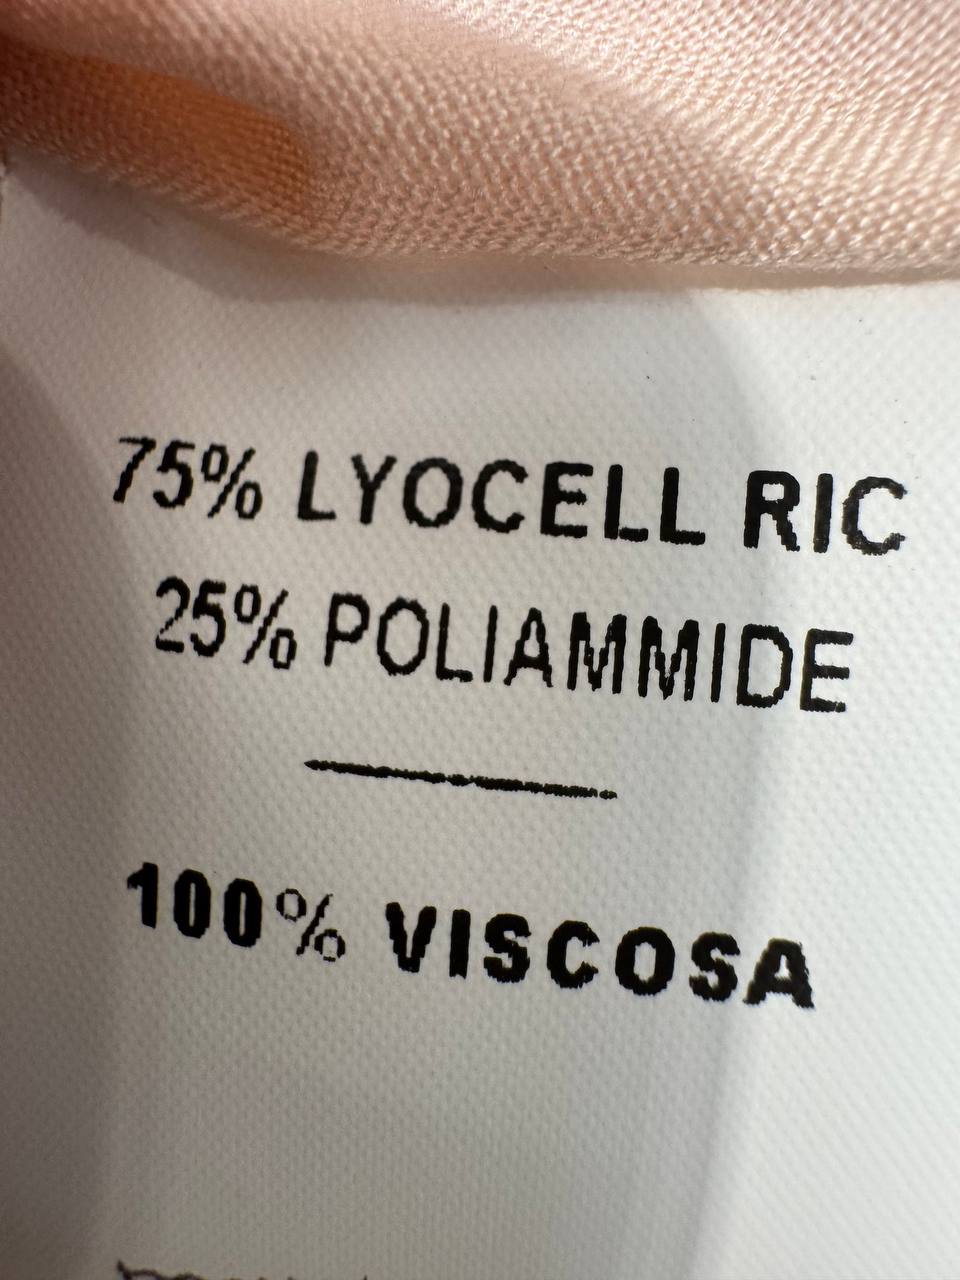 75% LYOCELL RIC
25% POLIAMMIDE
100% VISCOSA